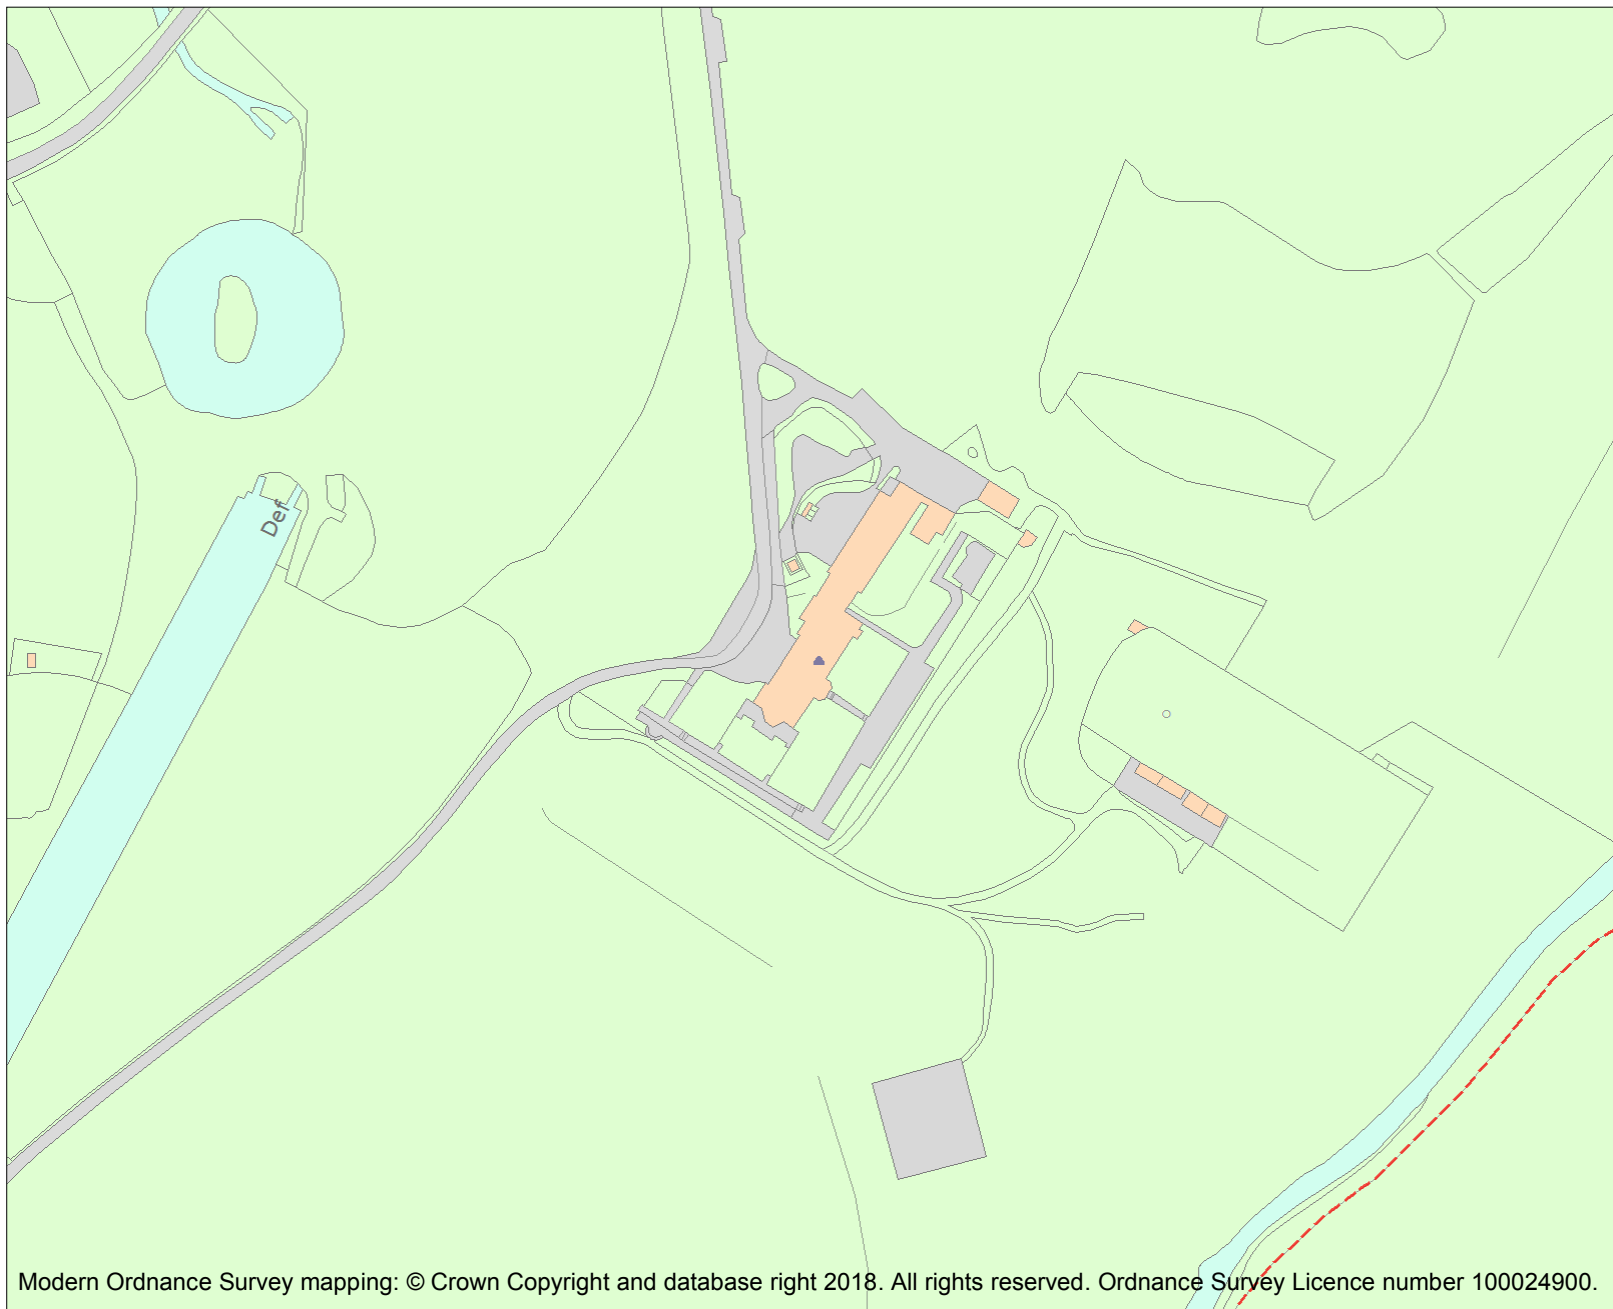 Def
Modern Ordnance Survey mapping: © Crown Copyright and database right 2018. All rights reserved. Ordnance Survey Licence number 100024900.